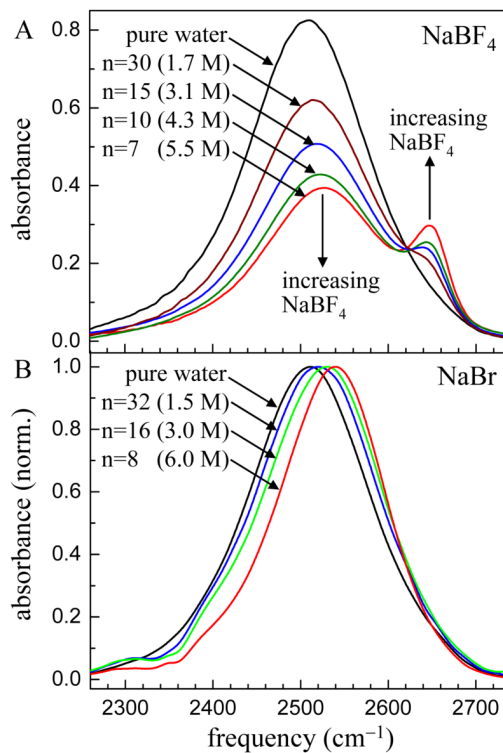 A
NaBF₄
pure water
n=30 (1.7 M)
n=15 (3.1 M)
n=10 (4.3 M)
n=7 (5.5 M)
increasing
NaBF₄
increasing
NaBF₄
absorbance
0.8
0.6
0.4
0.2
0.0
B
NaBr
pure water
n=32 (1.5 M)
n=16 (3.0 M)
n=8 (6.0 M)
absorbance (norm.)
1.0
0.8
0.6
0.4
0.2
0.0
2300
2400
2500
2600
2700
frequency (cm⁻¹)